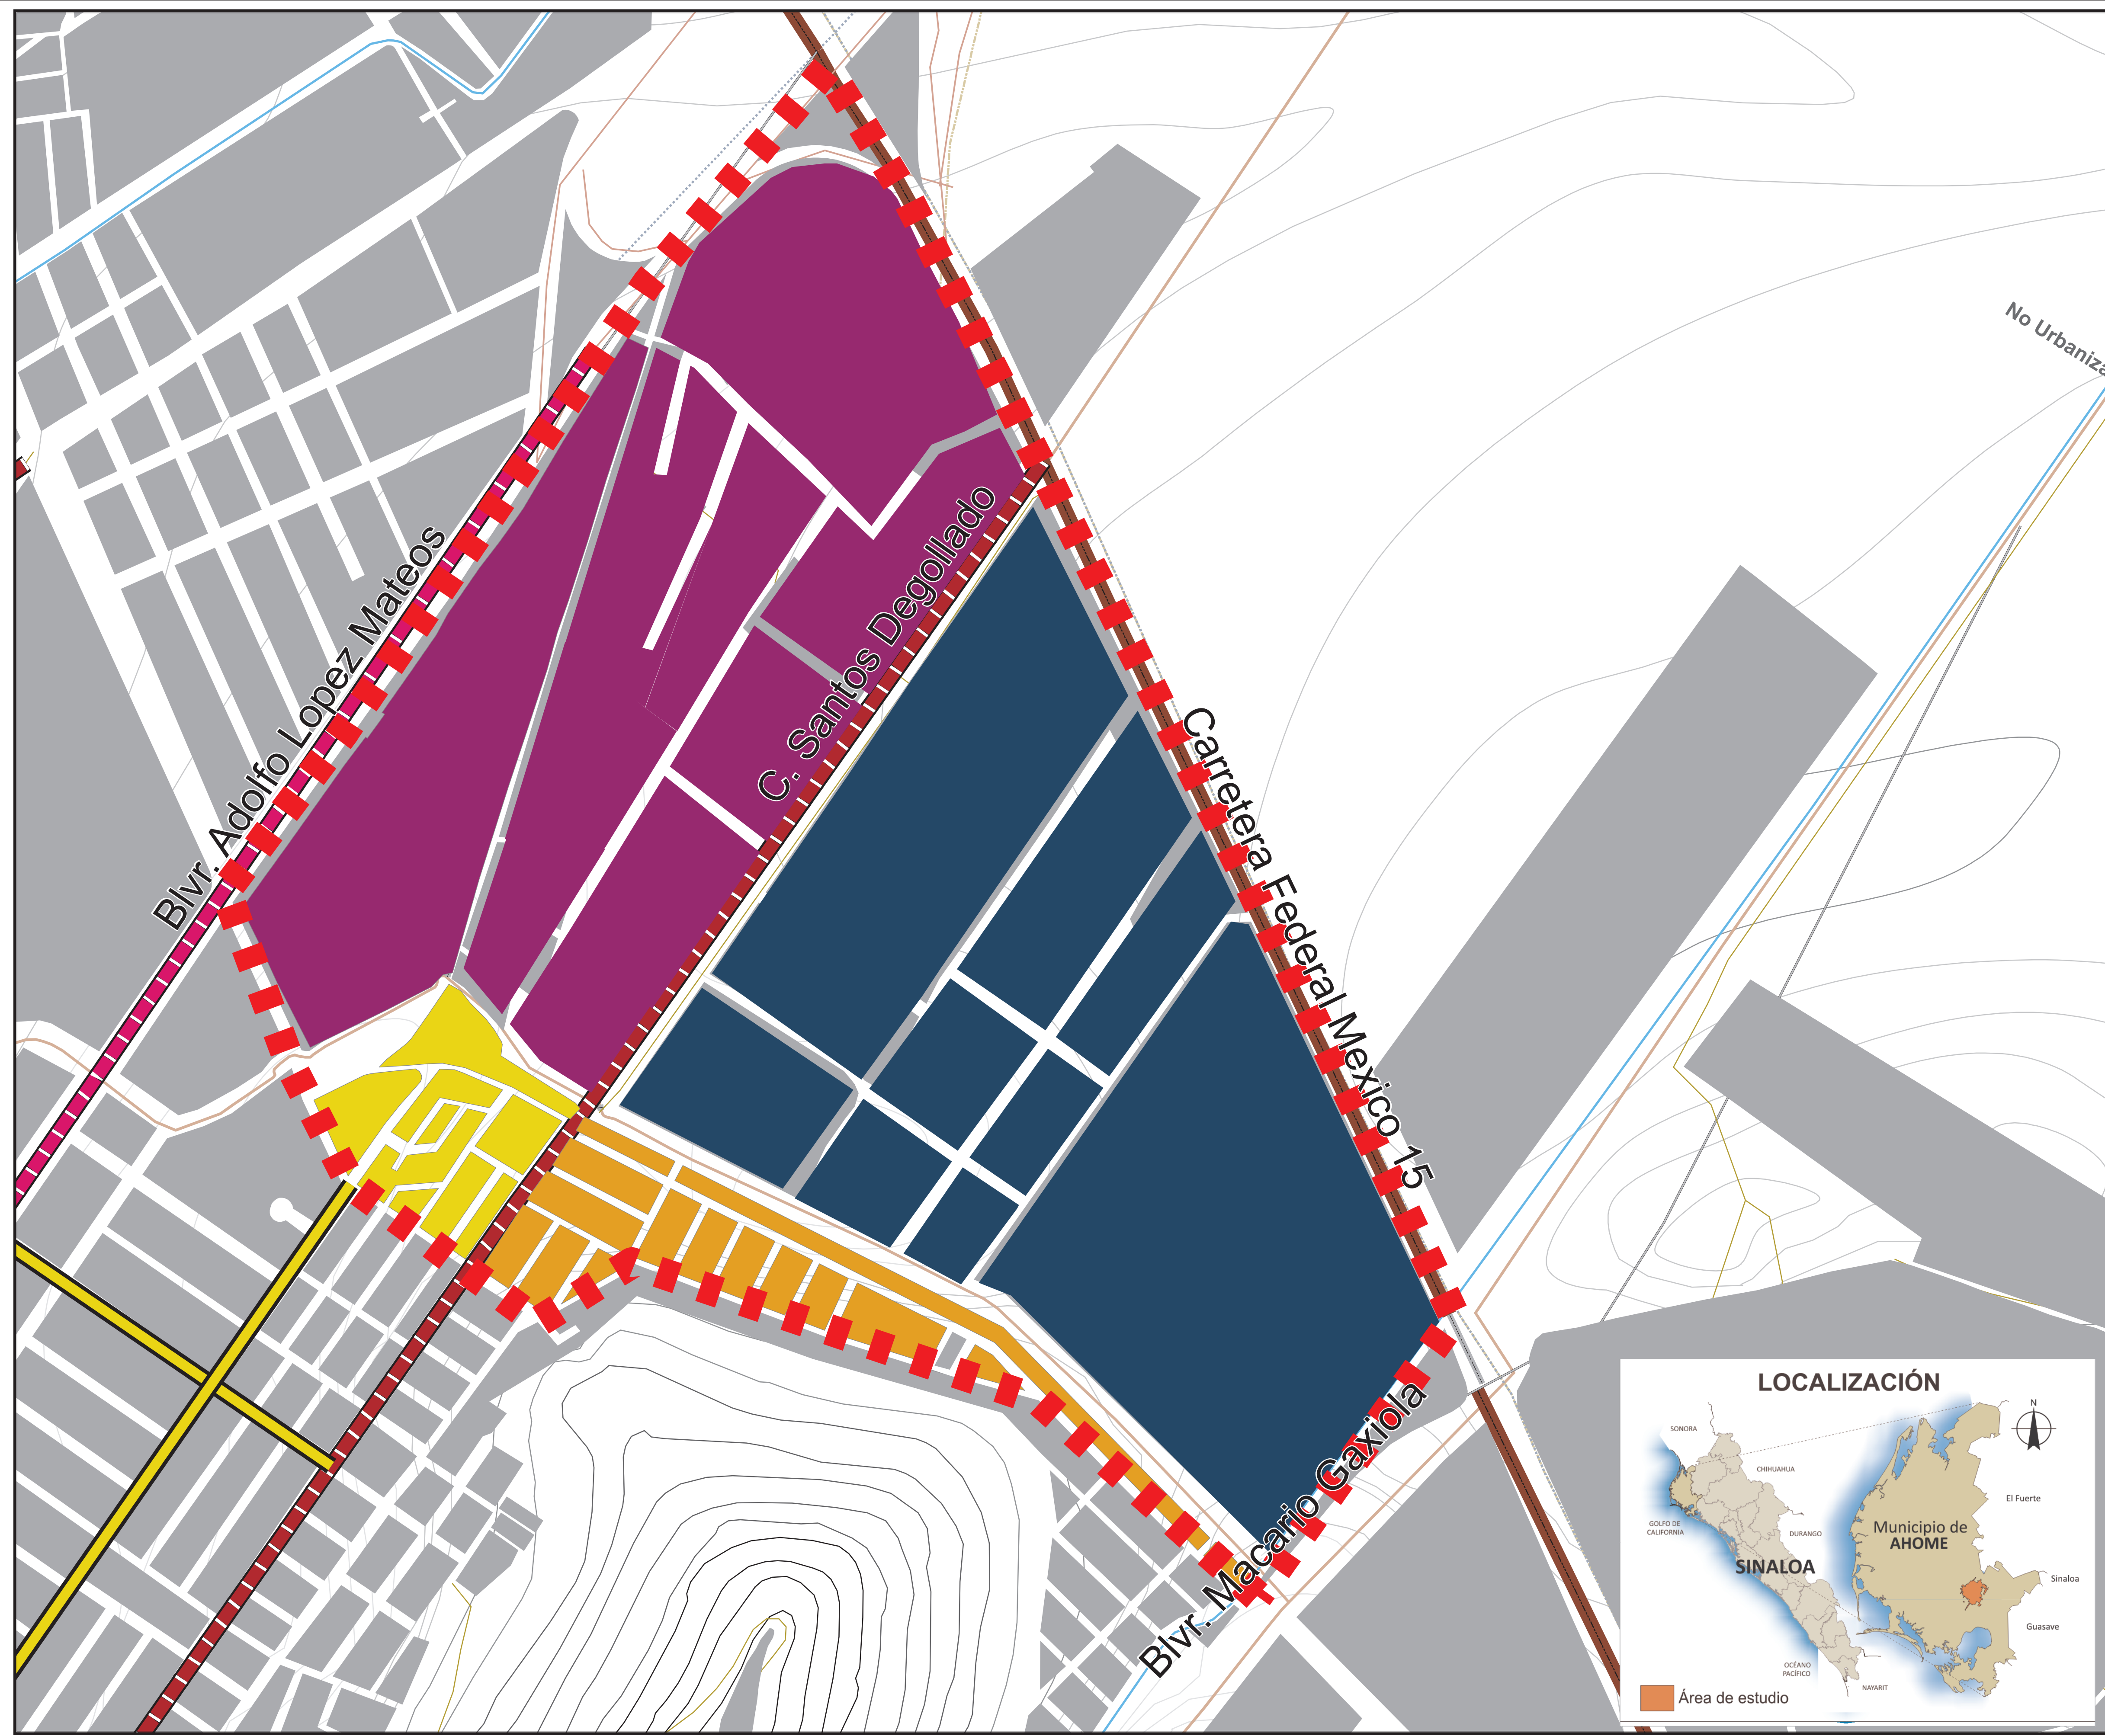 No Urbaniza
Blvr. Adolfo Lopez Mateos
C. Santos Degollado
Carretera Federal Mexico 15
Blvr. Macario Gaxiola
LOCALIZACIÓN
N
SONORA
CHIHUAHUA
El Fuerte
GOLFO DE
CALIFORNIA
DURANGO
Municipio de
AHOME
SINALOA
Sinaloa
Guasave
OCÉANO
PACÍFICO
NAYARIT
Área de estudio